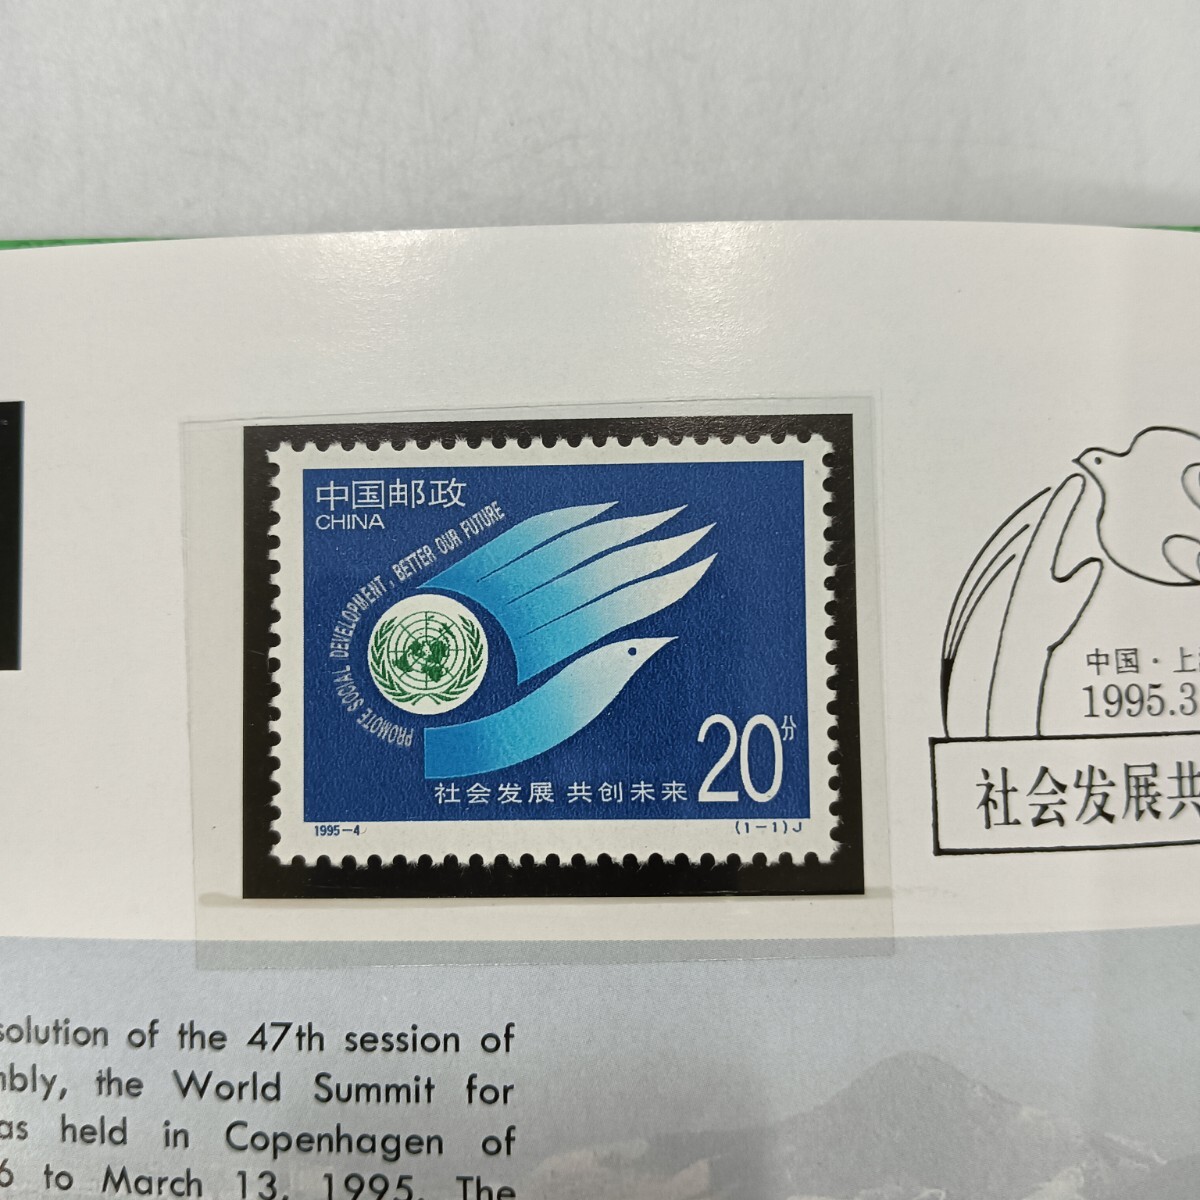 中国邮政
CHINA
PROMOTE SOCIAL DEVELOPMENT, BETTER OUR FUTURE
社会发展 共创未来
20分
1995-4
(1-1)J
中国·上
1995.3
社会发展共
solution of the 47th session of
mbly, the World Summit for
as held in Copenhagen of
6 to March 13, 1995. The